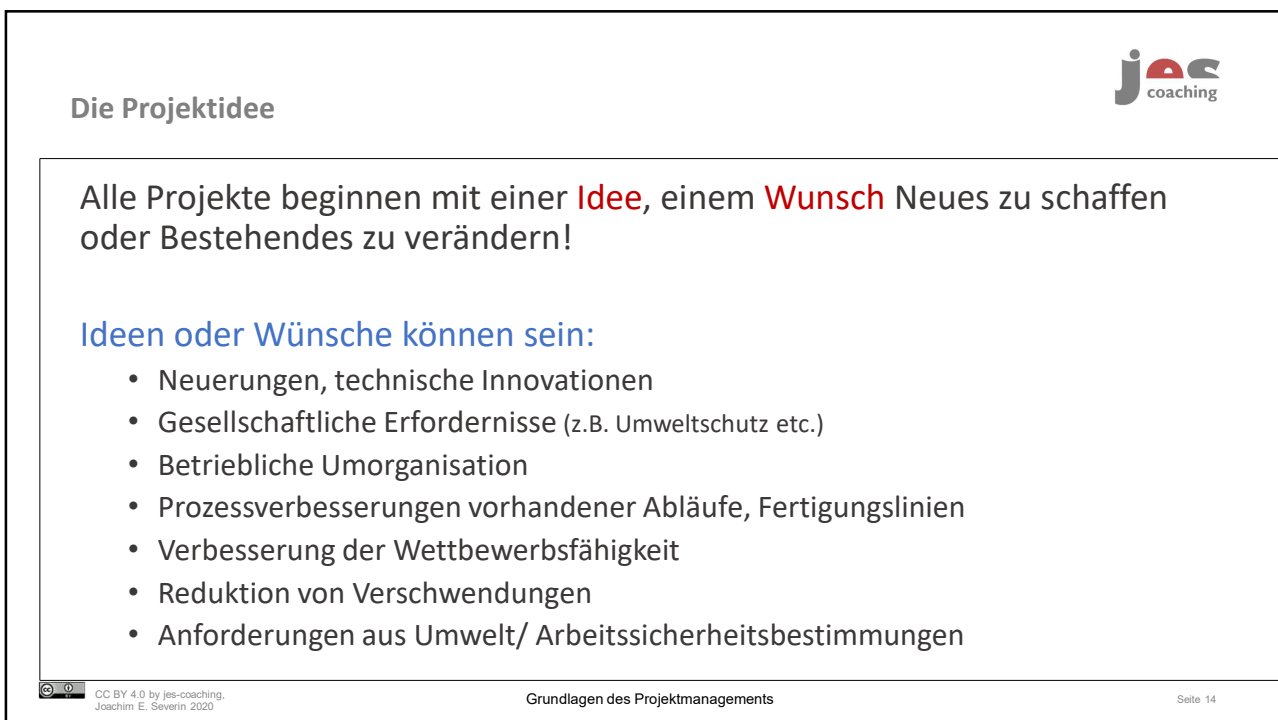 jes
coaching
Die Projektidee
Alle Projekte beginnen mit einer Idee, einem Wunsch Neues zu schaffen
oder Bestehendes zu verändern!
Ideen oder Wünsche können sein:
• Neuerungen, technische Innovationen
• Gesellschaftliche Erfordernisse (z.B. Umweltschutz etc.)
• Betriebliche Umorganisation
• Prozessverbesserungen vorhandener Abläufe, Fertigungslinien
• Verbesserung der Wettbewerbsfähigkeit
• Reduktion von Verschwendungen
• Anforderungen aus Umwelt/ Arbeitssicherheitsbestimmungen
cc BY
CC BY 4.0 by jes-coaching,
Joachim E. Severin 2020
Grundlagen des Projektmanagements
Seite 14